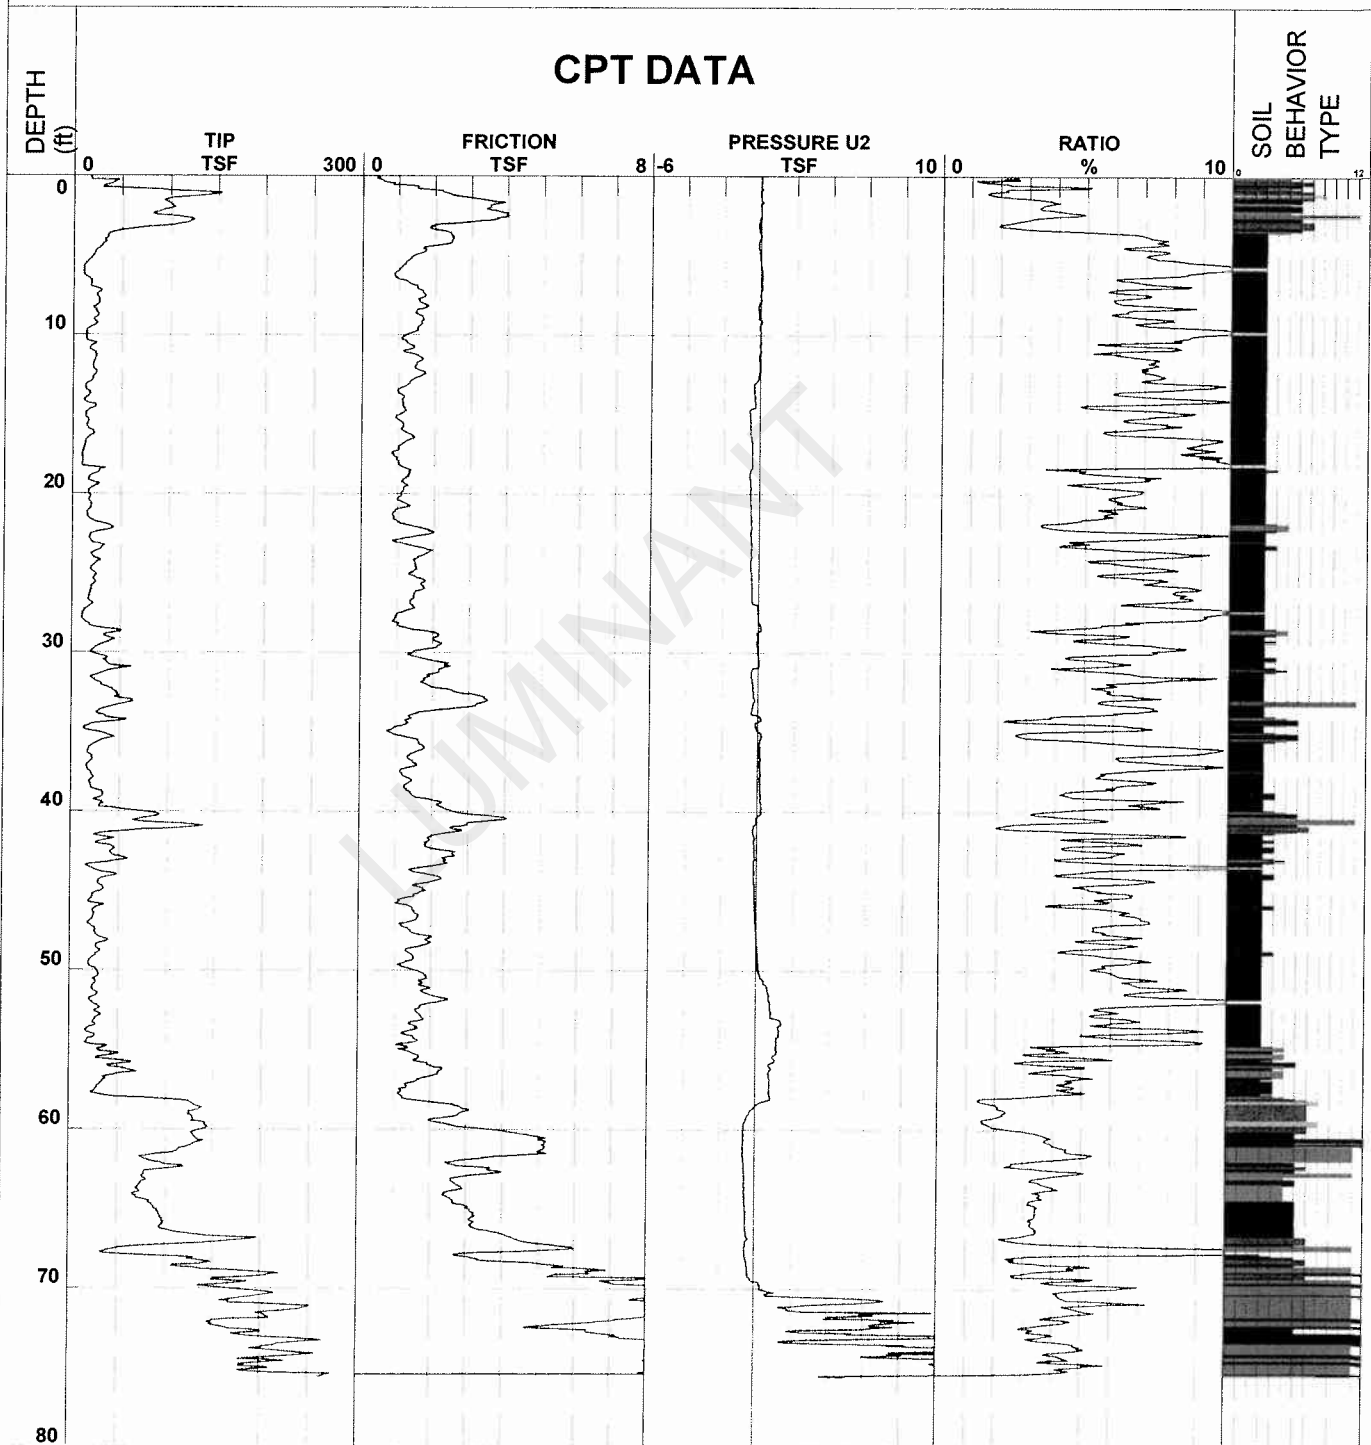 CPT DATA
DEPTH
(ft)
TIP
TSF
0 300
FRICTION
TSF
0 8
PRESSURE U2
TSF
-6 10
RATIO
%
0 10
SOIL
BEHAVIOR
TYPE
0 12
0
10
20
30
40
50
60
70
80
LUMINANT